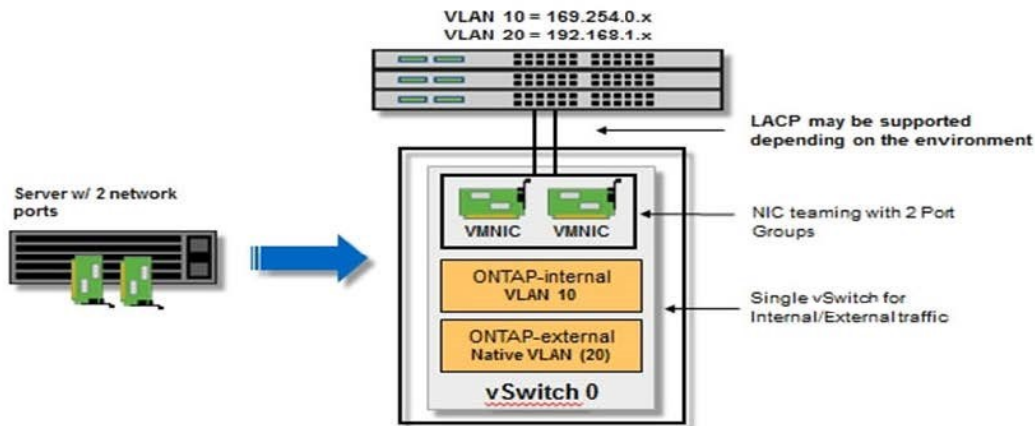 VLAN 10 = 169.254.0.x
VLAN 20 = 192.168.1.x
LACP may be supported
depending on the environment
Server w/ 2 network
ports
VMNIC VMNIC
NIC teaming with 2 Port
Groups
ONTAP-internal
VLAN 10
Single vSwitch for
Internal/External traffic
ONTAP-external
Native VLAN (20)
vSwitch 0